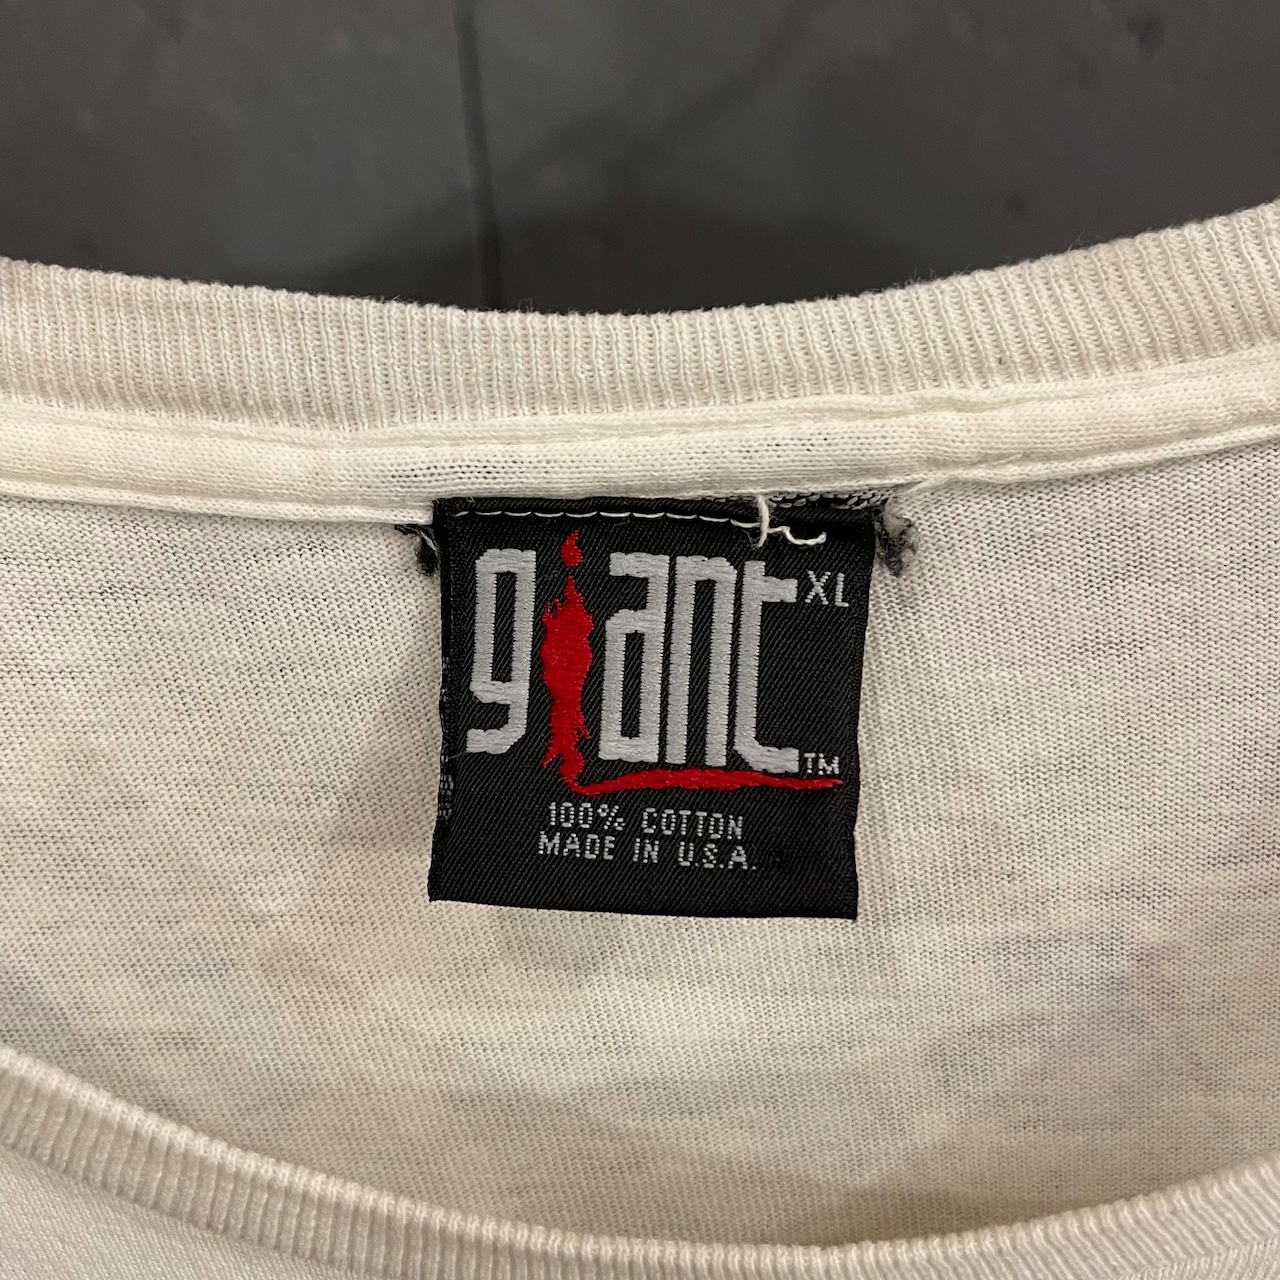 giant XL
TM
100% COTTON
MADE IN U.S.A.